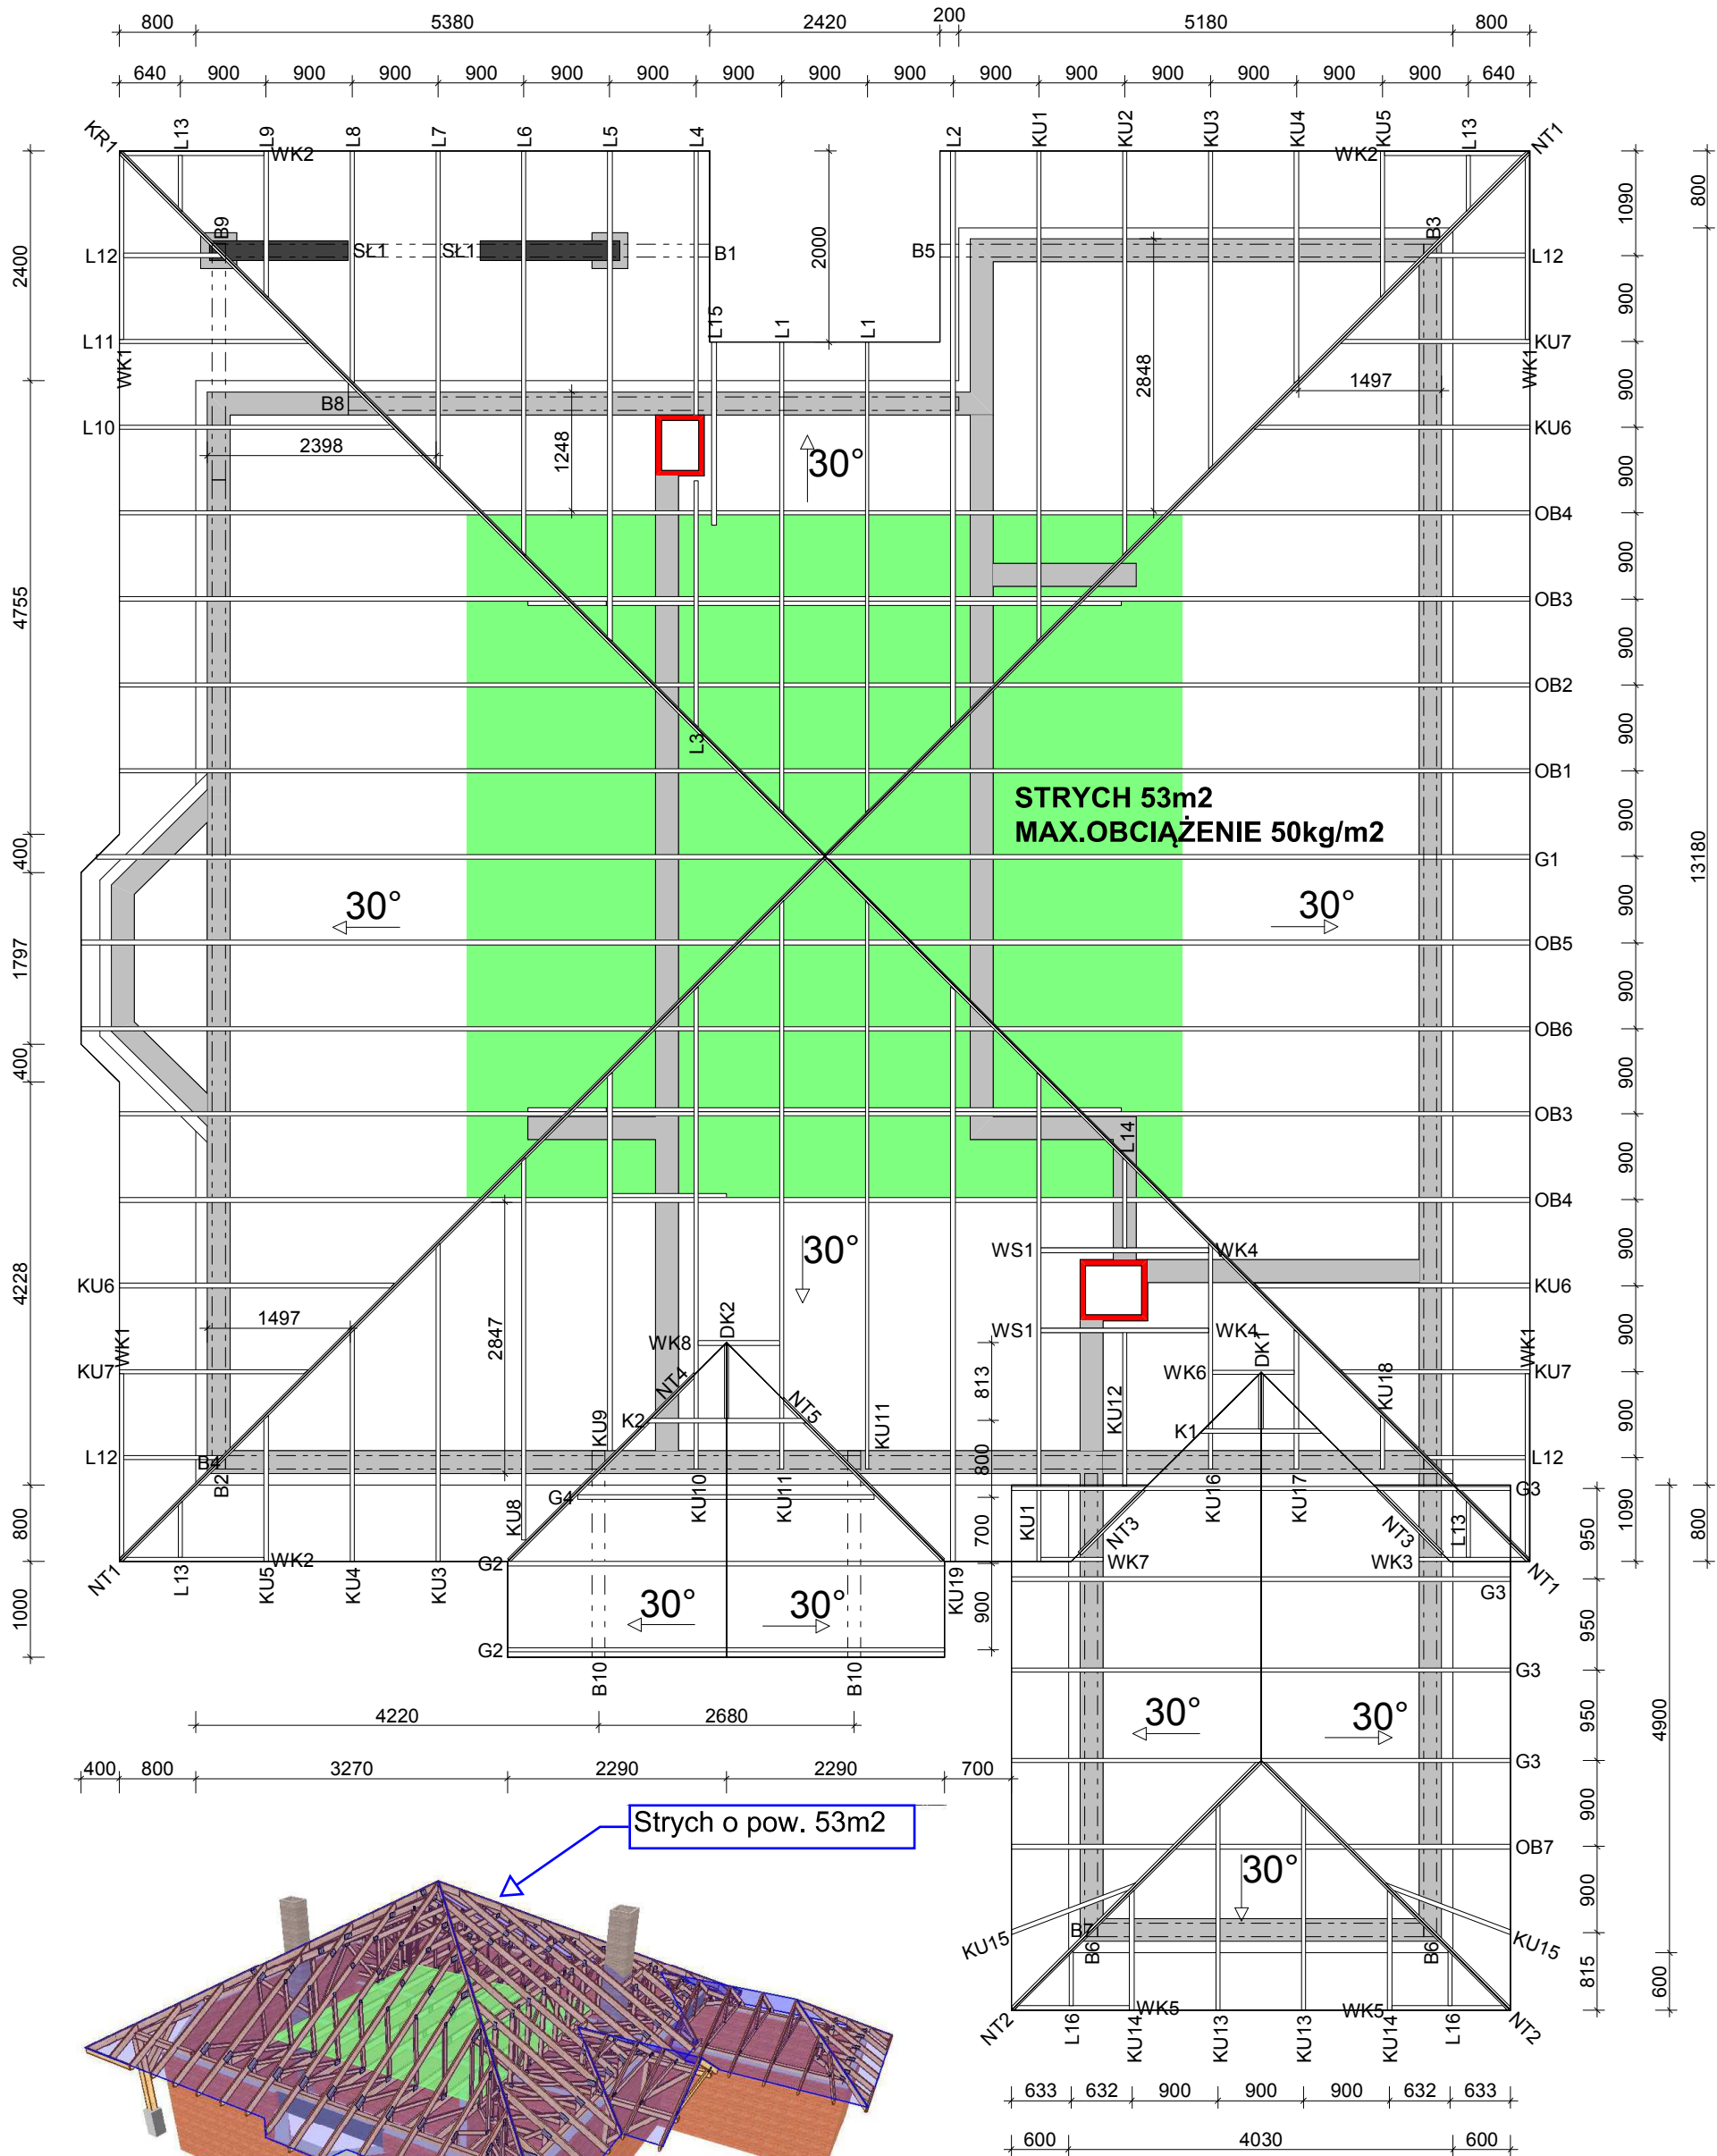 800 5380 2420 200 5180 800
640 900 900 900 900 900 900 900 900 900 900 900 900 900 900 900 640
KR1 L13 L9 L8 L7 L6 L5 L4 L2 KU1 KU2 KU3 KU4 KU5 L13 NT1
WK2 WK2
B9 B3
L12 SŁ1 SŁ1 B1 B5 L12
2400 2000 1090 800
L15 L1 L1
L11 WK1 KU7 WK1
2848 1497 900
B8
L10 KU6
2398 1248 30° 900
OB4
900
4755 OB3
900
OB2
L3 900
OB1
STRYCH 53m2
MAX.OBCIĄŻENIE 50kg/m2
900 13180
400 G1
30° 30° 900
OB5
1797 900
OB6
400 900
OB3
L14 900
OB4
30° WS1 WK4 900
4228 KU6 KU6
1497 2847 DK2 WS1 WK4 DK1 900
WK1 WK8 WK6 WK1
KU7 813 KU18 KU7
NT4 NT5 KU12 900
K2 KU9 KU11 K1
L12 B4 B2 800 L12
G4 KU8 KU10 KU11 KU1 KU16 KU17 G3
800 700 NT3 NT3 L13 950 1090 800
NT1 WK2 G2 WK7 WK3 NT1
L13 KU5 KU4 KU3 KU19 G3
1000 30° 30° 900 950
G2
B10 B10 G3
4220 2680 30° 30° 950 4900
400 800 3270 2290 2290 700 G3
Strych o pow. 53m2
900
OB7
30° 900
KU15 B7 B6 B6 KU15
815 600
NT2 L16 WK5 KU14 KU13 KU13 WK5 KU14 L16 NT2
633 632 900 900 900 632 633
600 4030 600